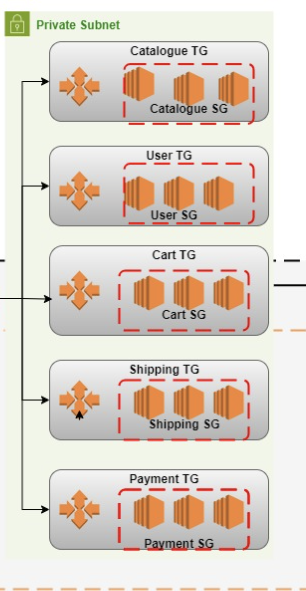 Private Subnet
Catalogue TG
Catalogue SG
User TG
User SG
Cart TG
Cart SG
Shipping TG
Shipping SG
Payment TG
Payment SG